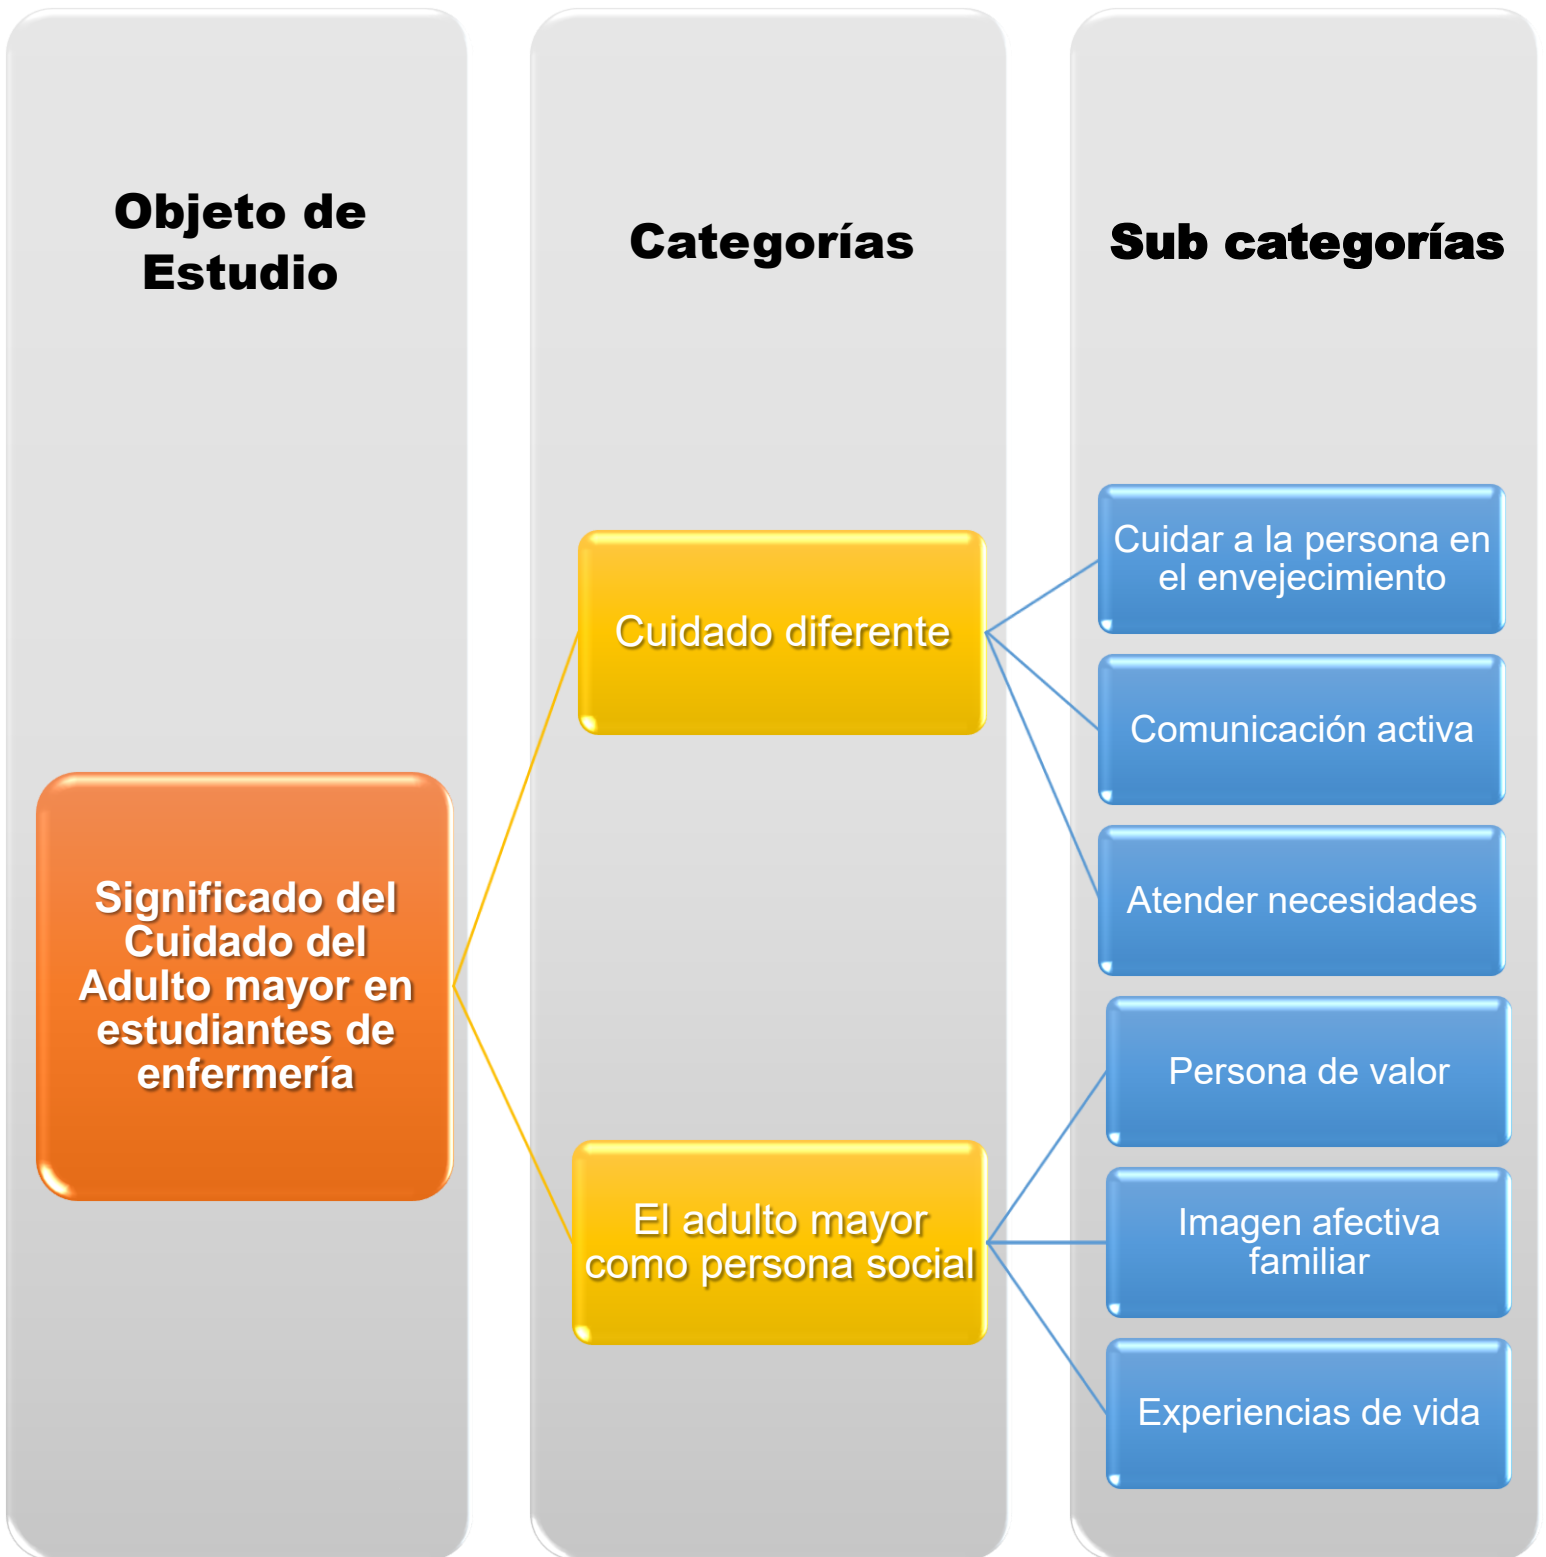 Objeto de
Estudio
Categorías
Sub categorías
Significado del
Cuidado del
Adulto mayor en
estudiantes de
enfermería
Cuidado diferente
El adulto mayor
como persona social
Cuidar a la persona en
el envejecimiento
Comunicación activa
Atender necesidades
Persona de valor
Imagen afectiva
familiar
Experiencias de vida